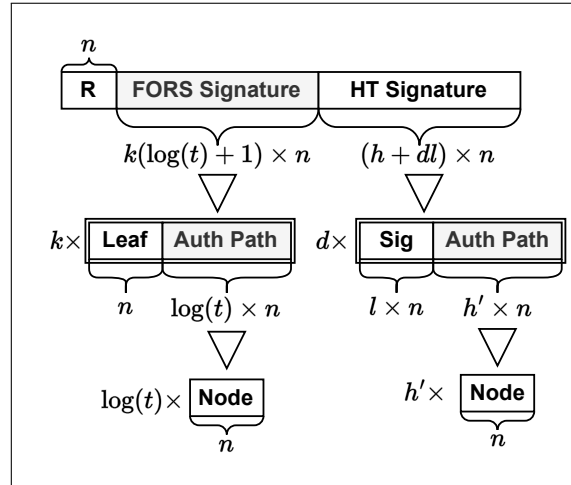 n
R FORS Signature HT Signature
k(log(t) + 1) × n (h + dl) × n
k× Leaf Auth Path d× Sig Auth Path
n log(t) × n l × n h′ × n
log(t)× Node h′× Node
n n